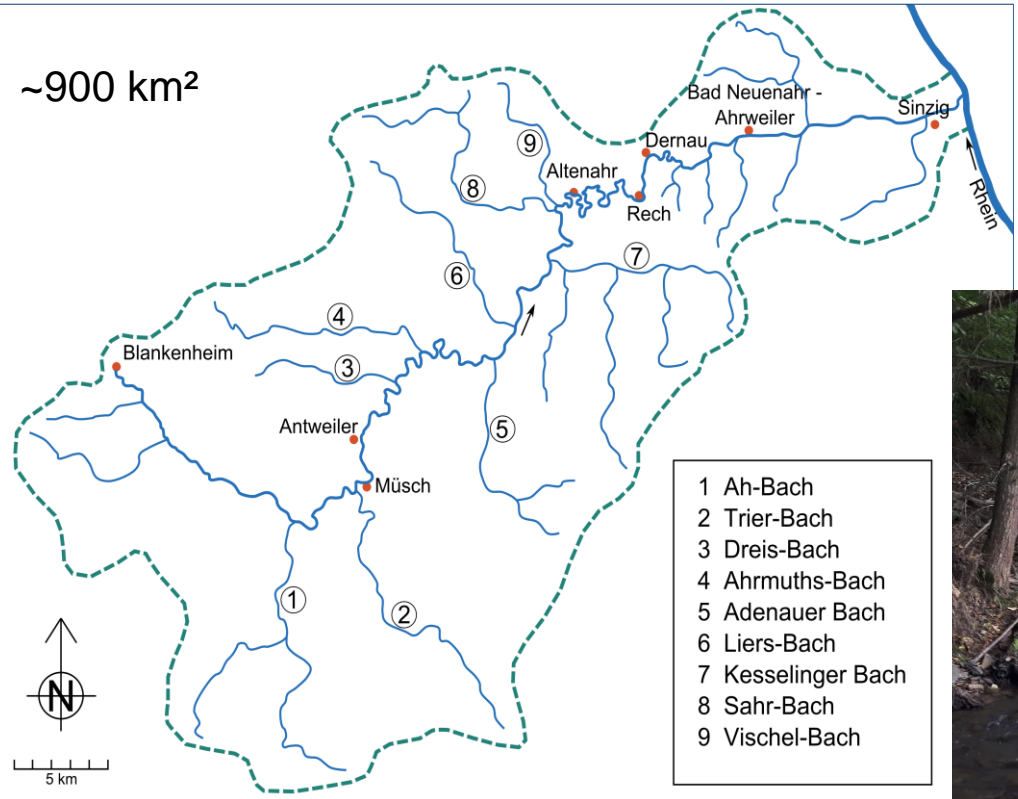 ~900 km²
Bad Neuenahr -
Ahrweiler
Sinzig
Dernau
Altenahr
Rech
Rhein
9
8
7
6
4
3
Blankenheim
Antweiler
5
Müsch
1
2
N
5 km
1 Ah-Bach
2 Trier-Bach
3 Dreis-Bach
4 Ahrmuths-Bach
5 Adenauer Bach
6 Liers-Bach
7 Kesselinger Bach
8 Sahr-Bach
9 Vischel-Bach